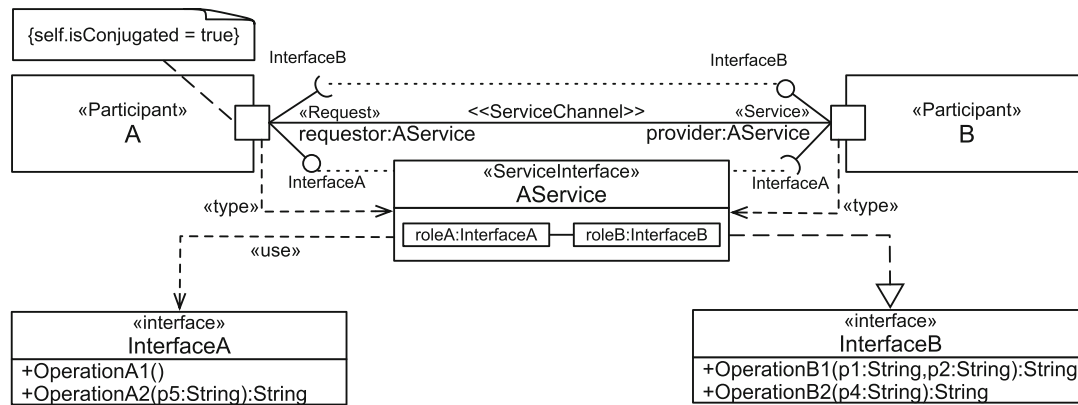 {self.isConjugated = true}
InterfaceB
InterfaceB
«Participant»
A
«Request»
<<ServiceChannel>>
«Service»
requestor:AService
provider:AService
«Participant»
B
InterfaceA
InterfaceA
«ServiceInterface»
AService
«type»
«type»
roleA:InterfaceA
roleB:InterfaceB
«use»
«interface»
InterfaceA
+OperationA1()
+OperationA2(p5:String):String
«interface»
InterfaceB
+OperationB1(p1:String,p2:String):String
+OperationB2(p4:String):String